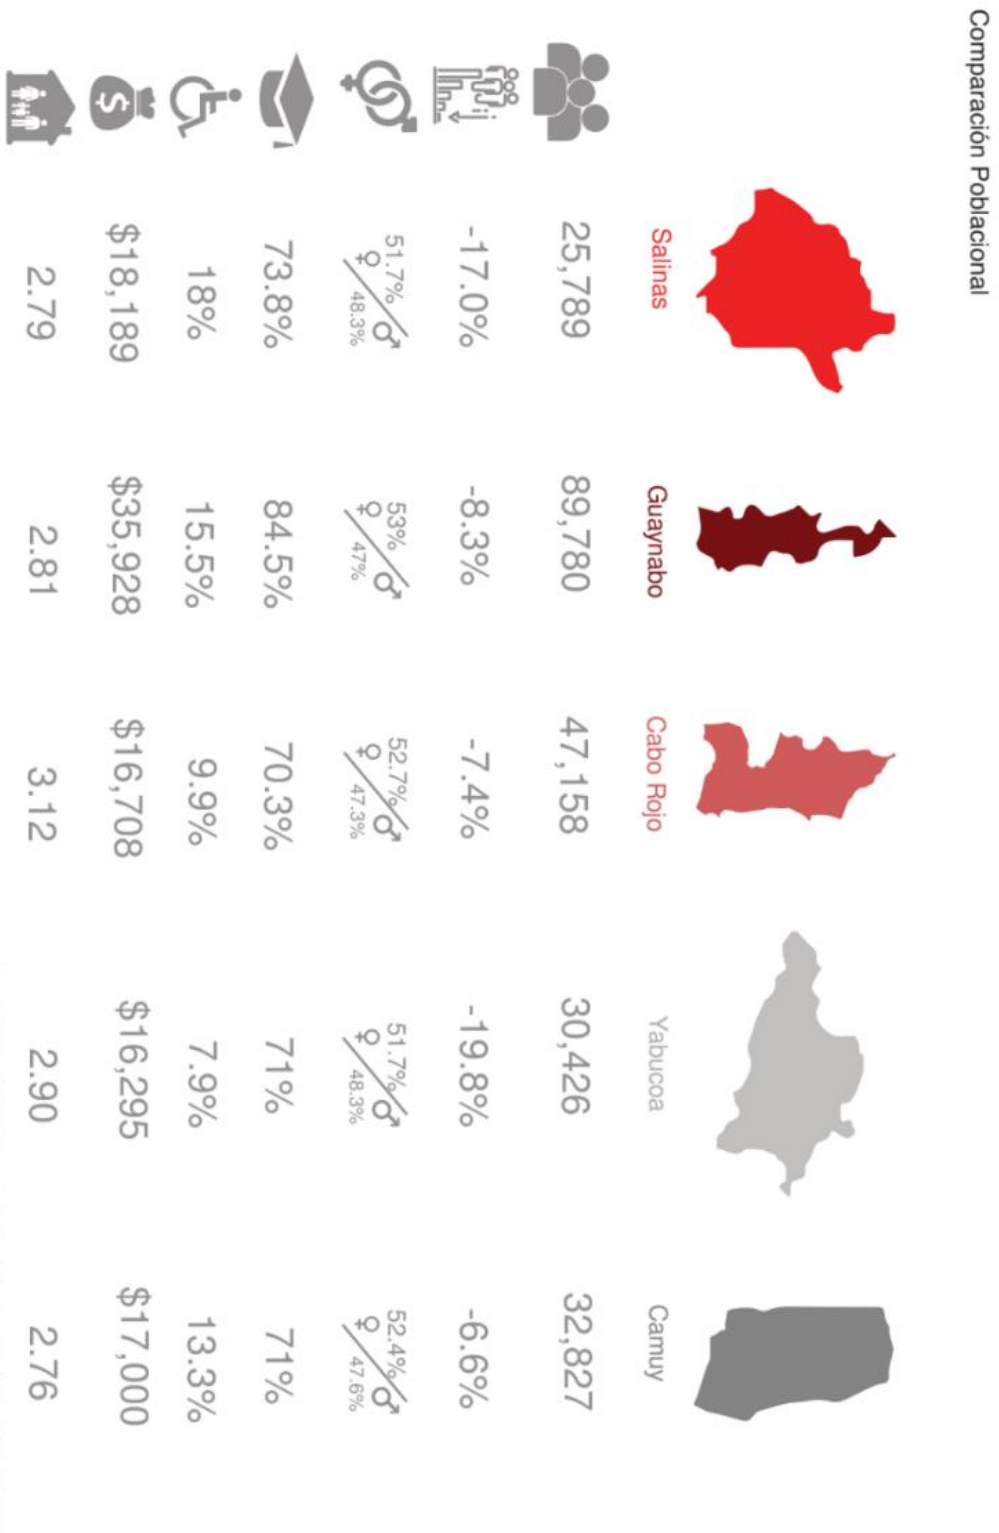 Comparación Poblacional
Salinas Guaynabo Cabo Rojo Yabucoa Camuy
25,789 89,780 47,158 30,426 32,827
-17.0% -8.3% -7.4% -19.8% -6.6%
51.7% 48.3% 53% 47% 52.7% 47.3% 51.7% 48.3% 52.4% 47.6%
73.8% 84.5% 70.3% 71% 71%
18% 15.5% 9.9% 7.9% 13.3%
$18,189 $35,928 $16,708 $16,295 $17,000
2.79 2.81 3.12 2.90 2.76